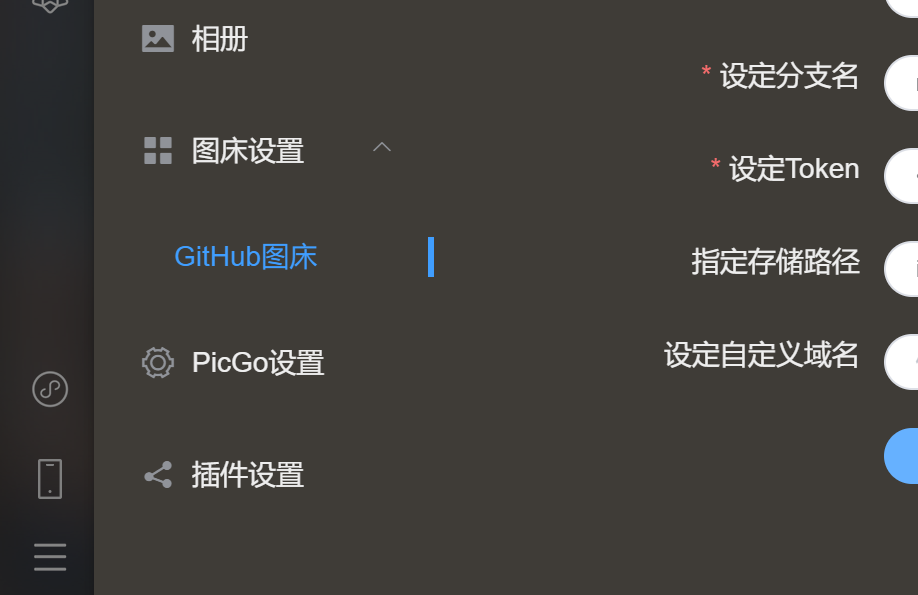 相册
图床设置
GitHub图床
PicGo设置
插件设置
* 设定分支名
* 设定Token
指定存储路径
设定自定义域名